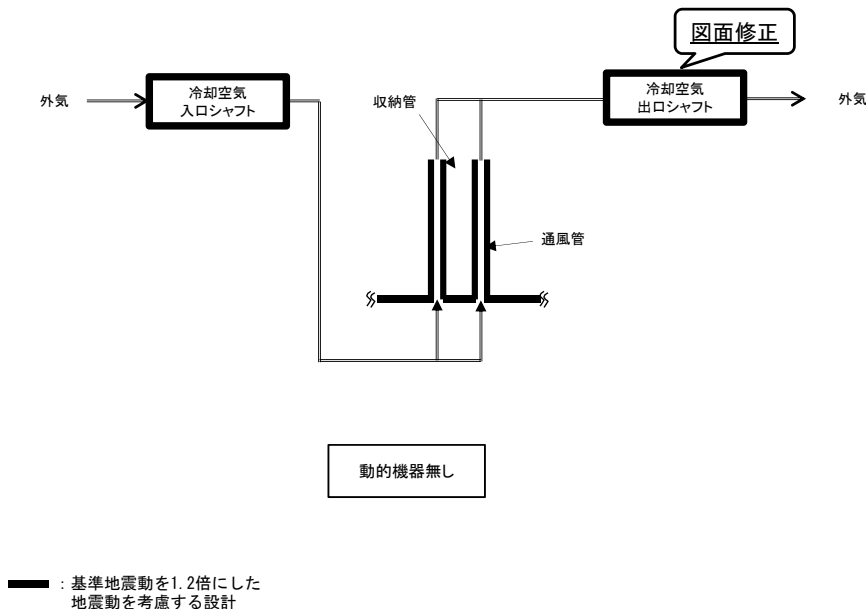 図面修正
外気
冷却空気
入口シャフト
収納管
冷却空気
出口シャフト
外気
通風管
動的機器無し
：基準地震動を1.2倍にした
地震動を考慮する設計